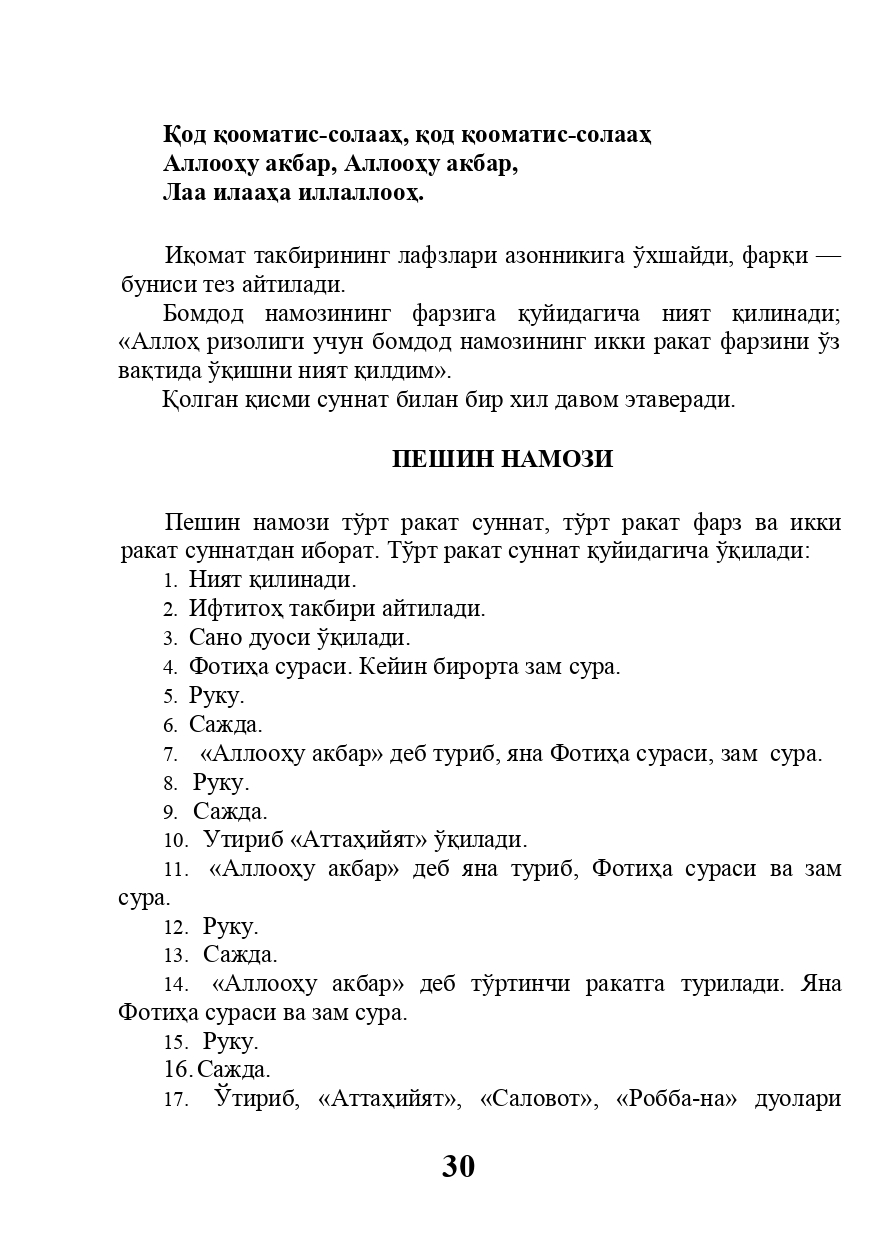 Қод қооматис-солааҳ, қод қооматис-солааҳ
Аллооҳу акбар, Аллооҳу акбар,
Лаа илааҳа иллаллооҳ.
Иқомат такбирининг лафзлари азонникига ўхшайди, фарқи —
буниси тез айтилади.
Бомдод намозининг фарзига қуйидагича ният қилинади;
«Аллоҳ ризолиги учун бомдод намозининг икки ракат фарзини ўз
вақтида ўқишни ният қилдим».
Қолган қисми суннат билан бир хил давом этаверади.
ПЕШИН НАМОЗИ
Пешин намози тўрт ракат суннат, тўрт ракат фарз ва икки
ракат суннатдан иборат. Тўрт ракат суннат қуйидагича ўқилади:
1. Ният қилинади.
2. Ифтитоҳ такбири айтилади.
3. Сано дуоси ўқилади.
4. Фотиҳа сураси. Кейин бирорта зам сура.
5. Руку.
6. Сажда.
7. «Аллооҳу акбар» деб туриб, яна Фотиҳа сураси, зам сура.
8. Руку.
9. Сажда.
10. Утириб «Аттаҳийят» ўқилади.
11. «Аллооҳу акбар» деб яна туриб, Фотиҳа сураси ва зам
сура.
12. Руку.
13. Сажда.
14. «Аллооҳу акбар» деб тўртинчи ракатга турилади. Яна
Фотиҳа сураси ва зам сура.
15. Руку.
16. Сажда.
17. Ўтириб, «Аттаҳийят», «Саловот», «Робба-на» дуолари
30